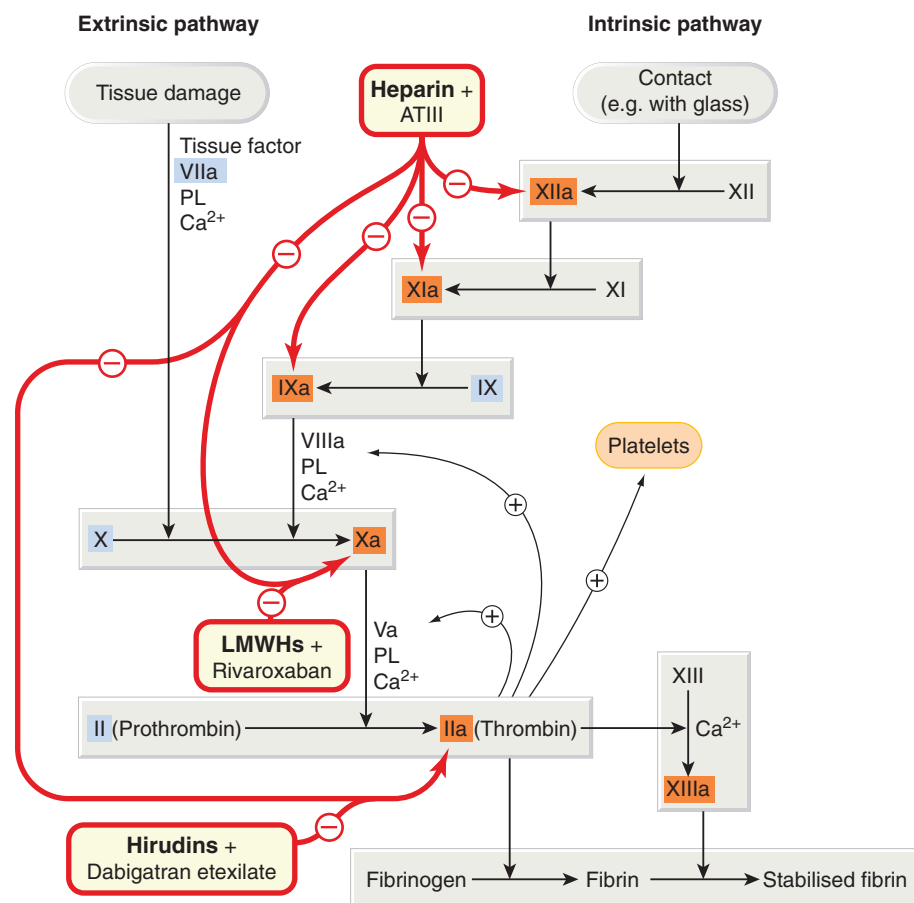 Extrinsic pathway
Intrinsic pathway
Tissue damage
Heparin +
ATIII
Contact
(e.g. with glass)
Tissue factor
VIIa
PL
Ca²⁺
−
XIIa
XII
−
−
−
XIa
XI
−
IXa
IX
VIIIa
PL
Ca²⁺
Platelets
+
X
Xa
+
−
LMWHs +
Rivaroxaban
Va
PL
Ca²⁺
+
II (Prothrombin)
IIa (Thrombin)
XIII
Ca²⁺
XIIIa
−
Hirudins +
Dabigatran etexilate
Fibrinogen
Fibrin
Stabilised fibrin